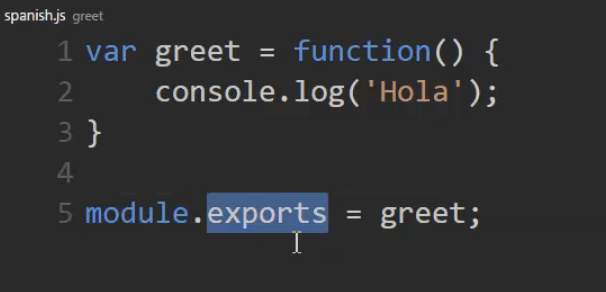 spanish.js greet
1 var greet = function() {
2 console.log('Hola');
3 }
4
5 module.exports = greet;